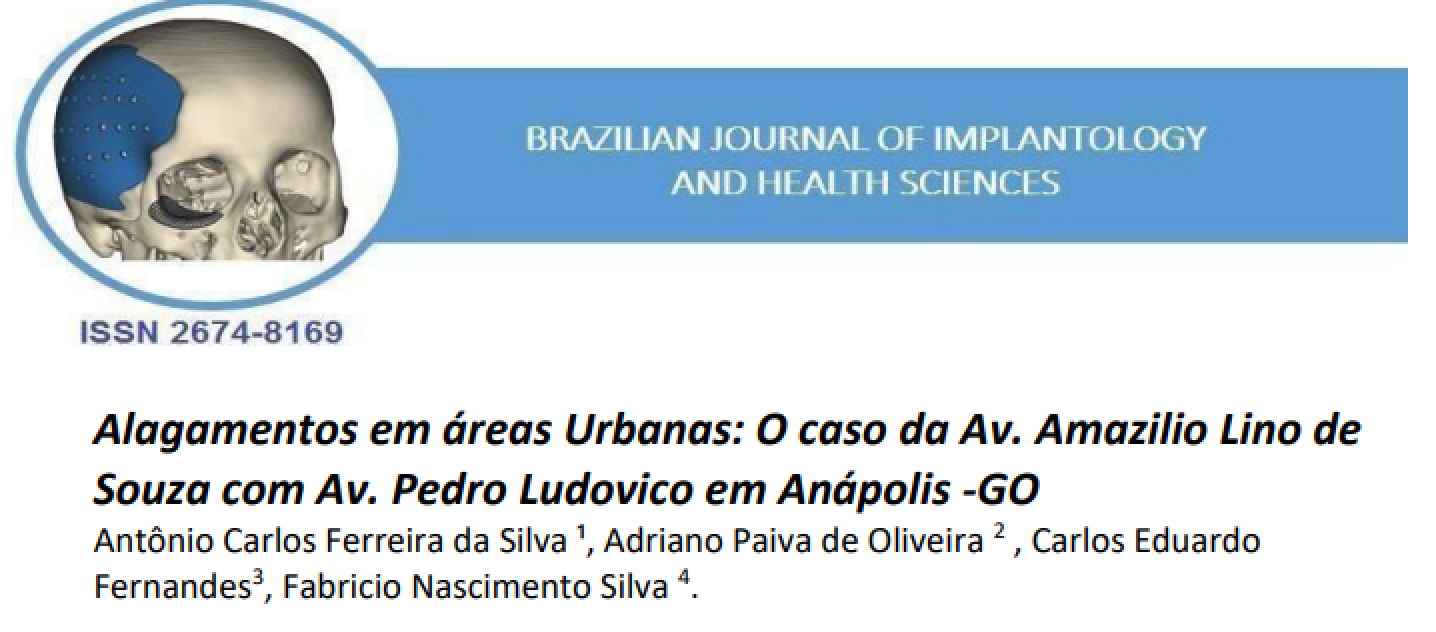 BRAZILIAN JOURNAL OF IMPLANTOLOGY
AND HEALTH SCIENCES
ISSN 2674-8169
Alagamentos em áreas Urbanas: O caso da Av. Amazilio Lino de
Souza com Av. Pedro Ludovico em Anápolis -GO
Antônio Carlos Ferreira da Silva ¹, Adriano Paiva de Oliveira ² , Carlos Eduardo
Fernandes³, Fabricio Nascimento Silva ⁴.